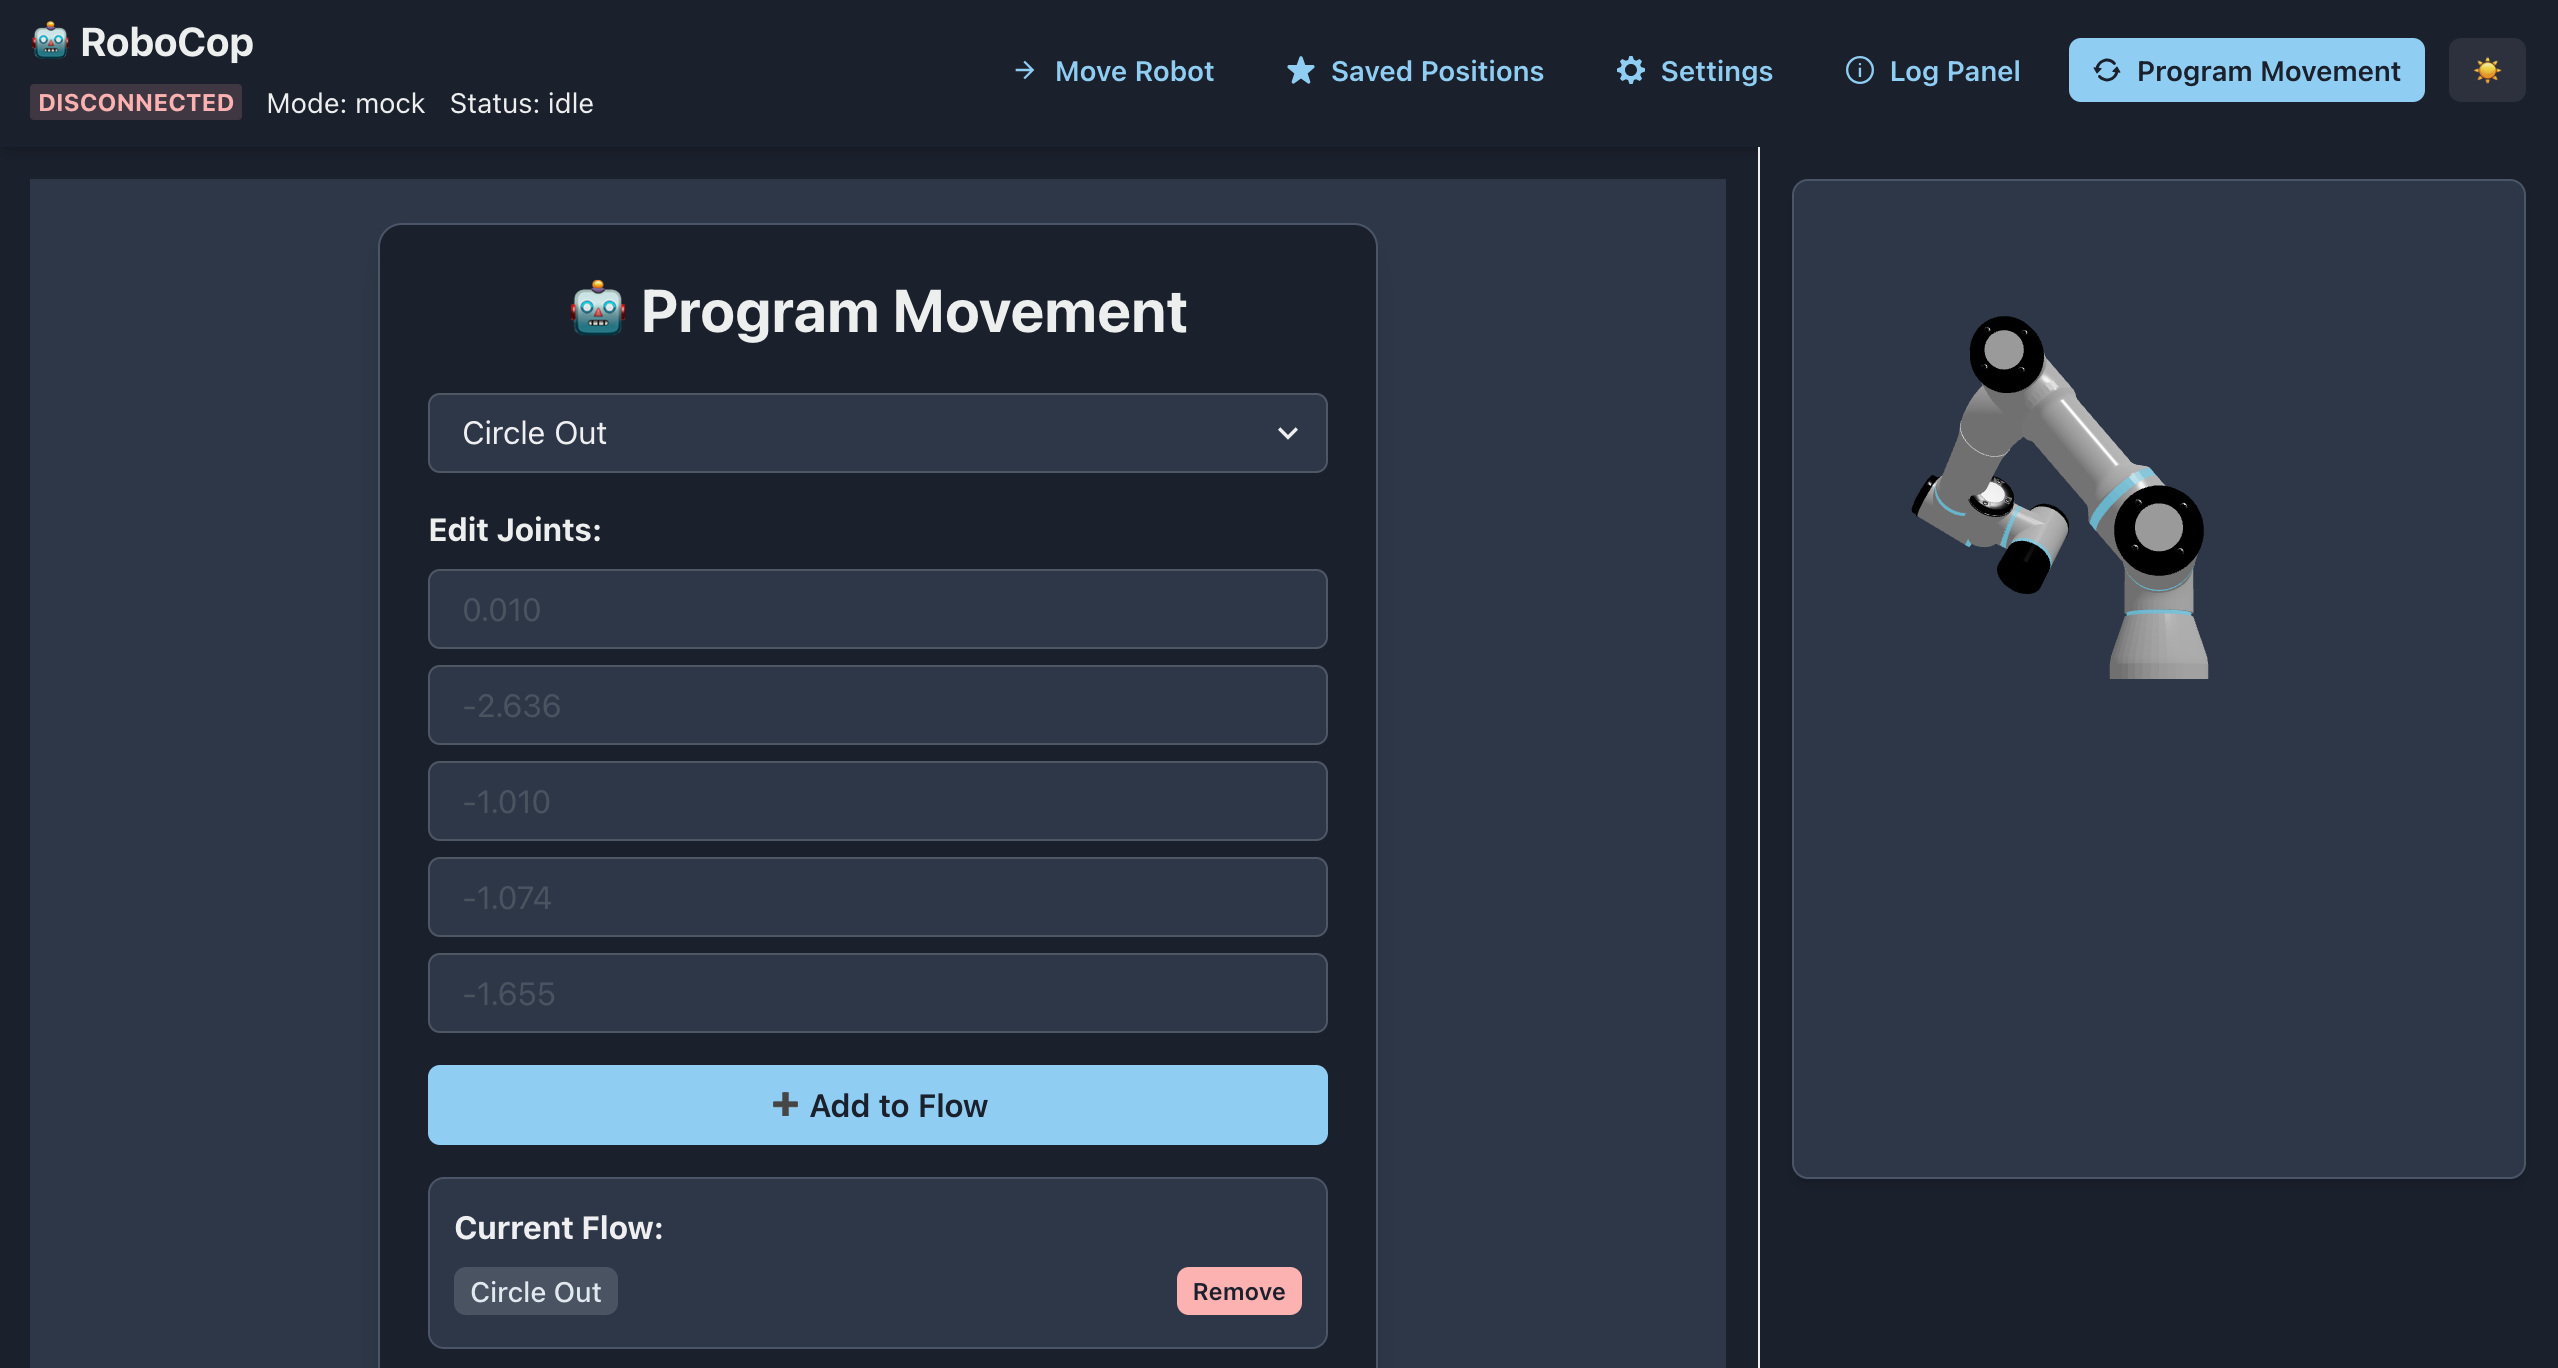 RoboCop
DISCONNECTED Mode: mock Status: idle
Move Robot Saved Positions Settings Log Panel Program Movement
Program Movement
Circle Out
Edit Joints:
0.010
-2.636
-1.010
-1.074
-1.655
Add to Flow
Current Flow:
Circle Out Remove